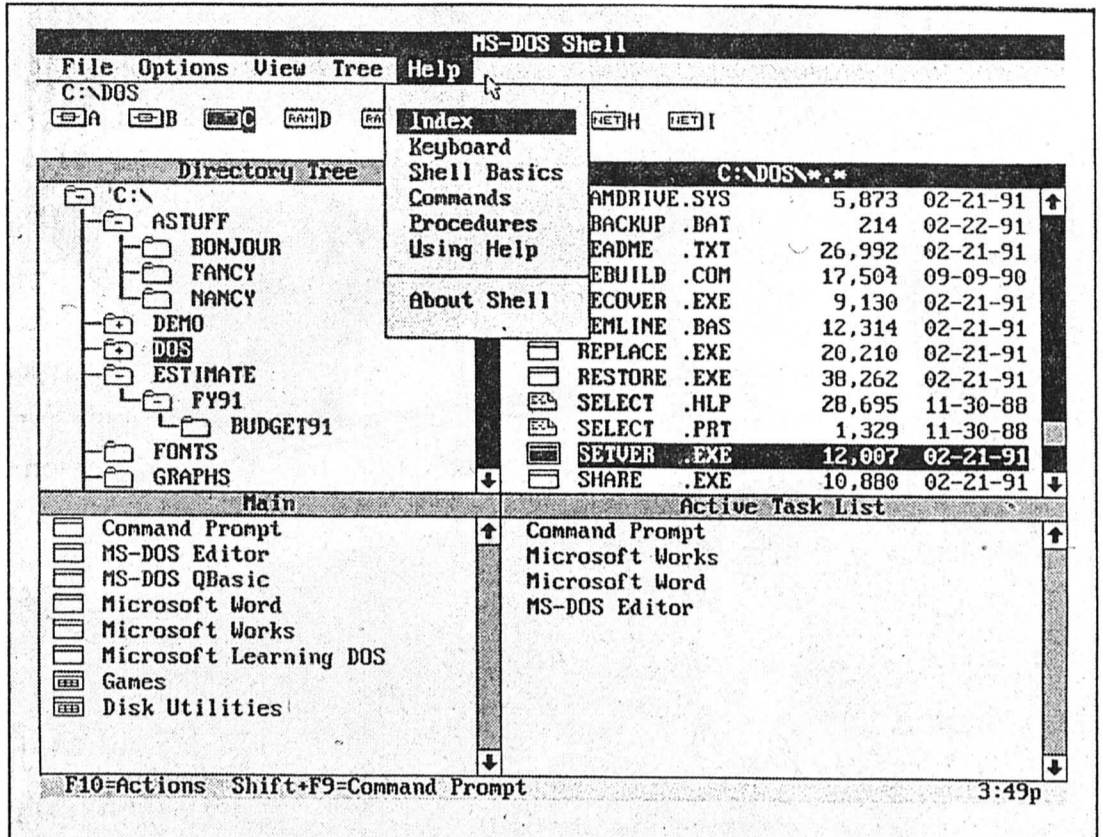 MS-DOS Shell
File Options View Tree Help
C:\DOS
A B C RAM D NET H NET I
Index
Keyboard
Shell Basics
Commands
Procedures
Using Help
About Shell
Directory Tree
C:\
ASTUFF
BONJOUR
FANCY
NANCY
DEMO
DOS
ESTIMATE
FY91
BUDGET91
FONTS
GRAPHS
C:\DOS\*.*
AMDRIVE.SYS 5,873 02-21-91
BACKUP .BAT 214 02-22-91
EADME .TXT 26,992 02-21-91
EBUILD .COM 17,504 09-09-90
ECOVER .EXE 9,130 02-21-91
EMLINE .BAS 12,314 02-21-91
REPLACE .EXE 20,210 02-21-91
RESTORE .EXE 38,262 02-21-91
SELECT .HLP 28,695 11-30-88
SELECT .PRT 1,329 11-30-88
SETVER .EXE 12,007 02-21-91
SHARE .EXE 10,880 02-21-91
Main
Command Prompt
MS-DOS Editor
MS-DOS QBasic
Microsoft Word
Microsoft Works
Microsoft Learning DOS
Games
Disk Utilities
Active Task List
Command Prompt
Microsoft Works
Microsoft Word
MS-DOS Editor
F10=Actions Shift+F9=Command Prompt 3:49p